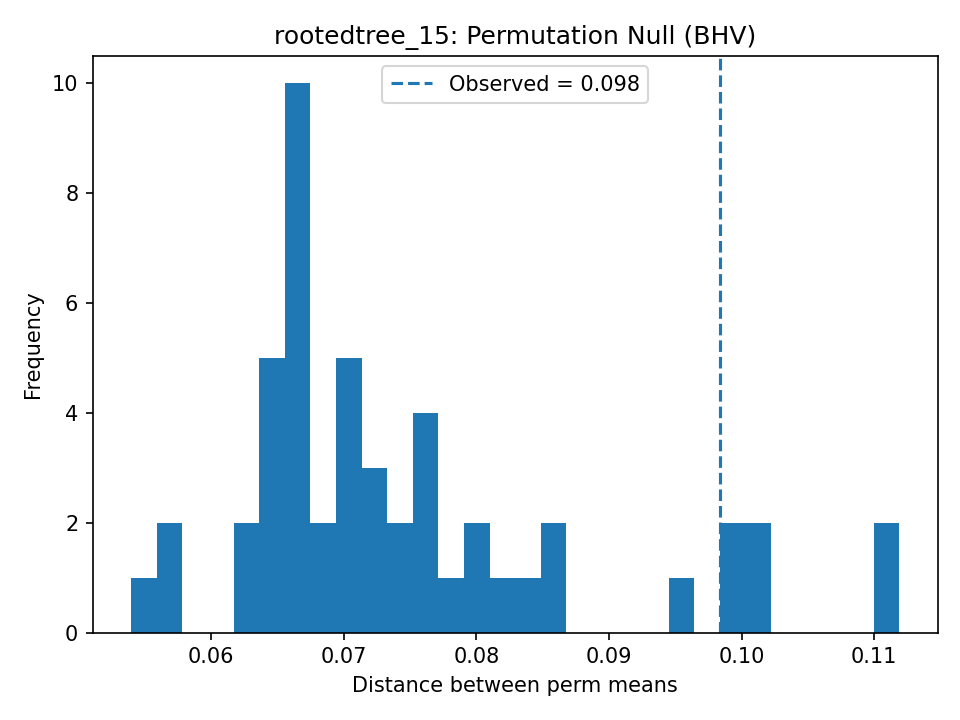 rootedtree_15: Permutation Null (BHV)
Observed = 0.098
Frequency
10
8
6
4
2
0
0.06 0.07 0.08 0.09 0.10 0.11
Distance between perm means